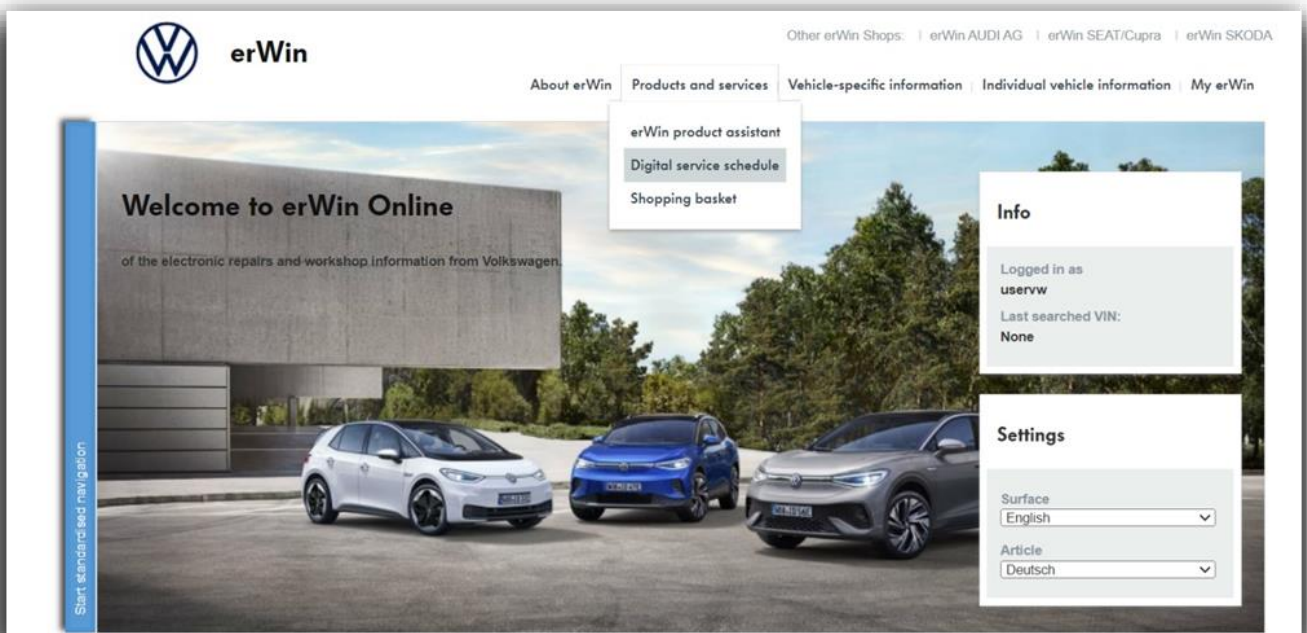 Other erWin Shops: | erWin AUDI AG | erWin SEAT/Cupra | erWin SKODA
erWin
About erWin | Products and services | Vehicle-specific information | Individual vehicle information | My erWin
erWin product assistant
Digital service schedule
Shopping basket
Welcome to erWin Online
of the electronic repairs and workshop information from Volkswagen.
Info
Logged in as
uservw
Last searched VIN:
None
Settings
Surface
English
Article
Deutsch
Start standardised navigation